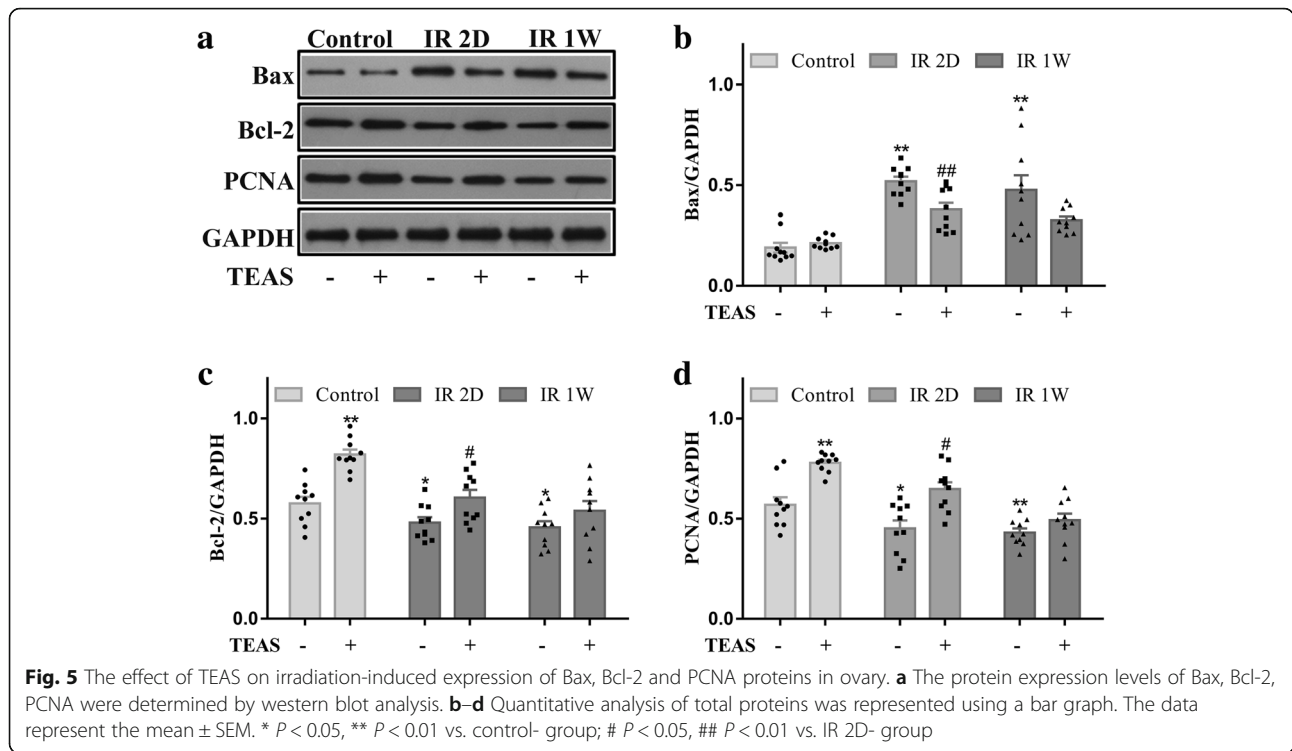 a
Control IR 2D IR 1W
Bax
Bcl-2
PCNA
GAPDH
TEAS - + - + - +
b
Control IR 2D IR 1W
1.0
0.5
0.0
Bax/GAPDH
**
##
**
TEAS - + - + - +
c
Control IR 2D IR 1W
1.0
0.5
0.0
Bcl-2/GAPDH
**
*
#
*
TEAS - + - + - +
d
Control IR 2D IR 1W
1.0
0.5
0.0
PCNA/GAPDH
**
*
#
**
TEAS - + - + - +
Fig. 5 The effect of TEAS on irradiation-induced expression of Bax, Bcl-2 and PCNA proteins in ovary. a The protein expression levels of Bax, Bcl-2,
PCNA were determined by western blot analysis. b–d Quantitative analysis of total proteins was represented using a bar graph. The data
represent the mean ± SEM. * P < 0.05, ** P < 0.01 vs. control- group; # P < 0.05, ## P < 0.01 vs. IR 2D- group